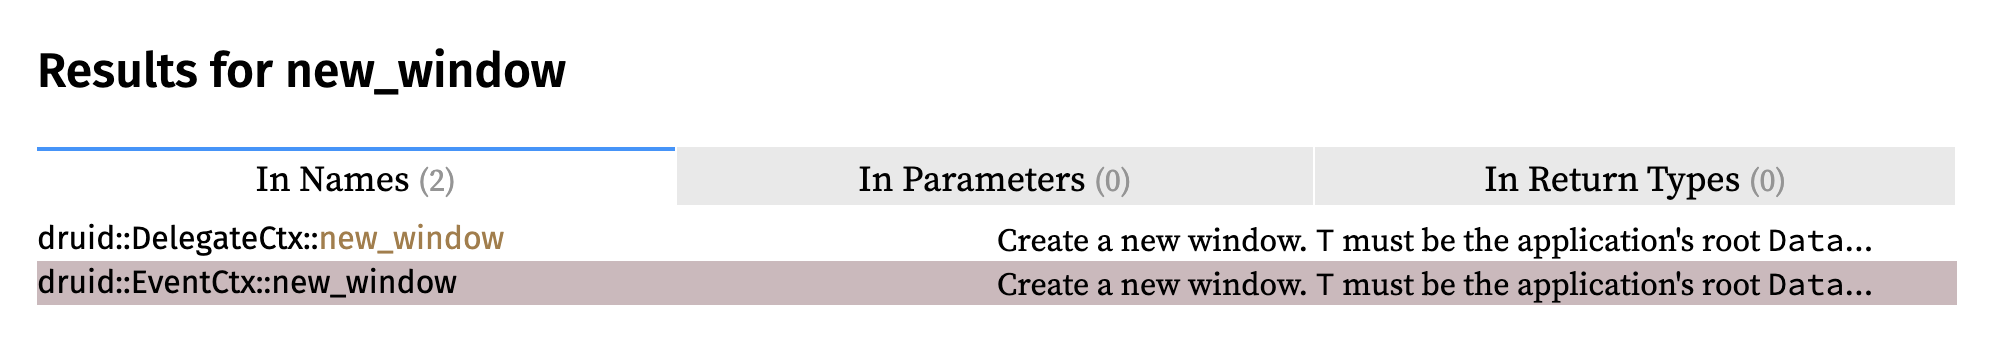 Results for new_window
In Names (2) In Parameters (0) In Return Types (0)
druid::DelegateCtx::new_window Create a new window. T must be the application's root Data…
druid::EventCtx::new_window Create a new window. T must be the application's root Data…